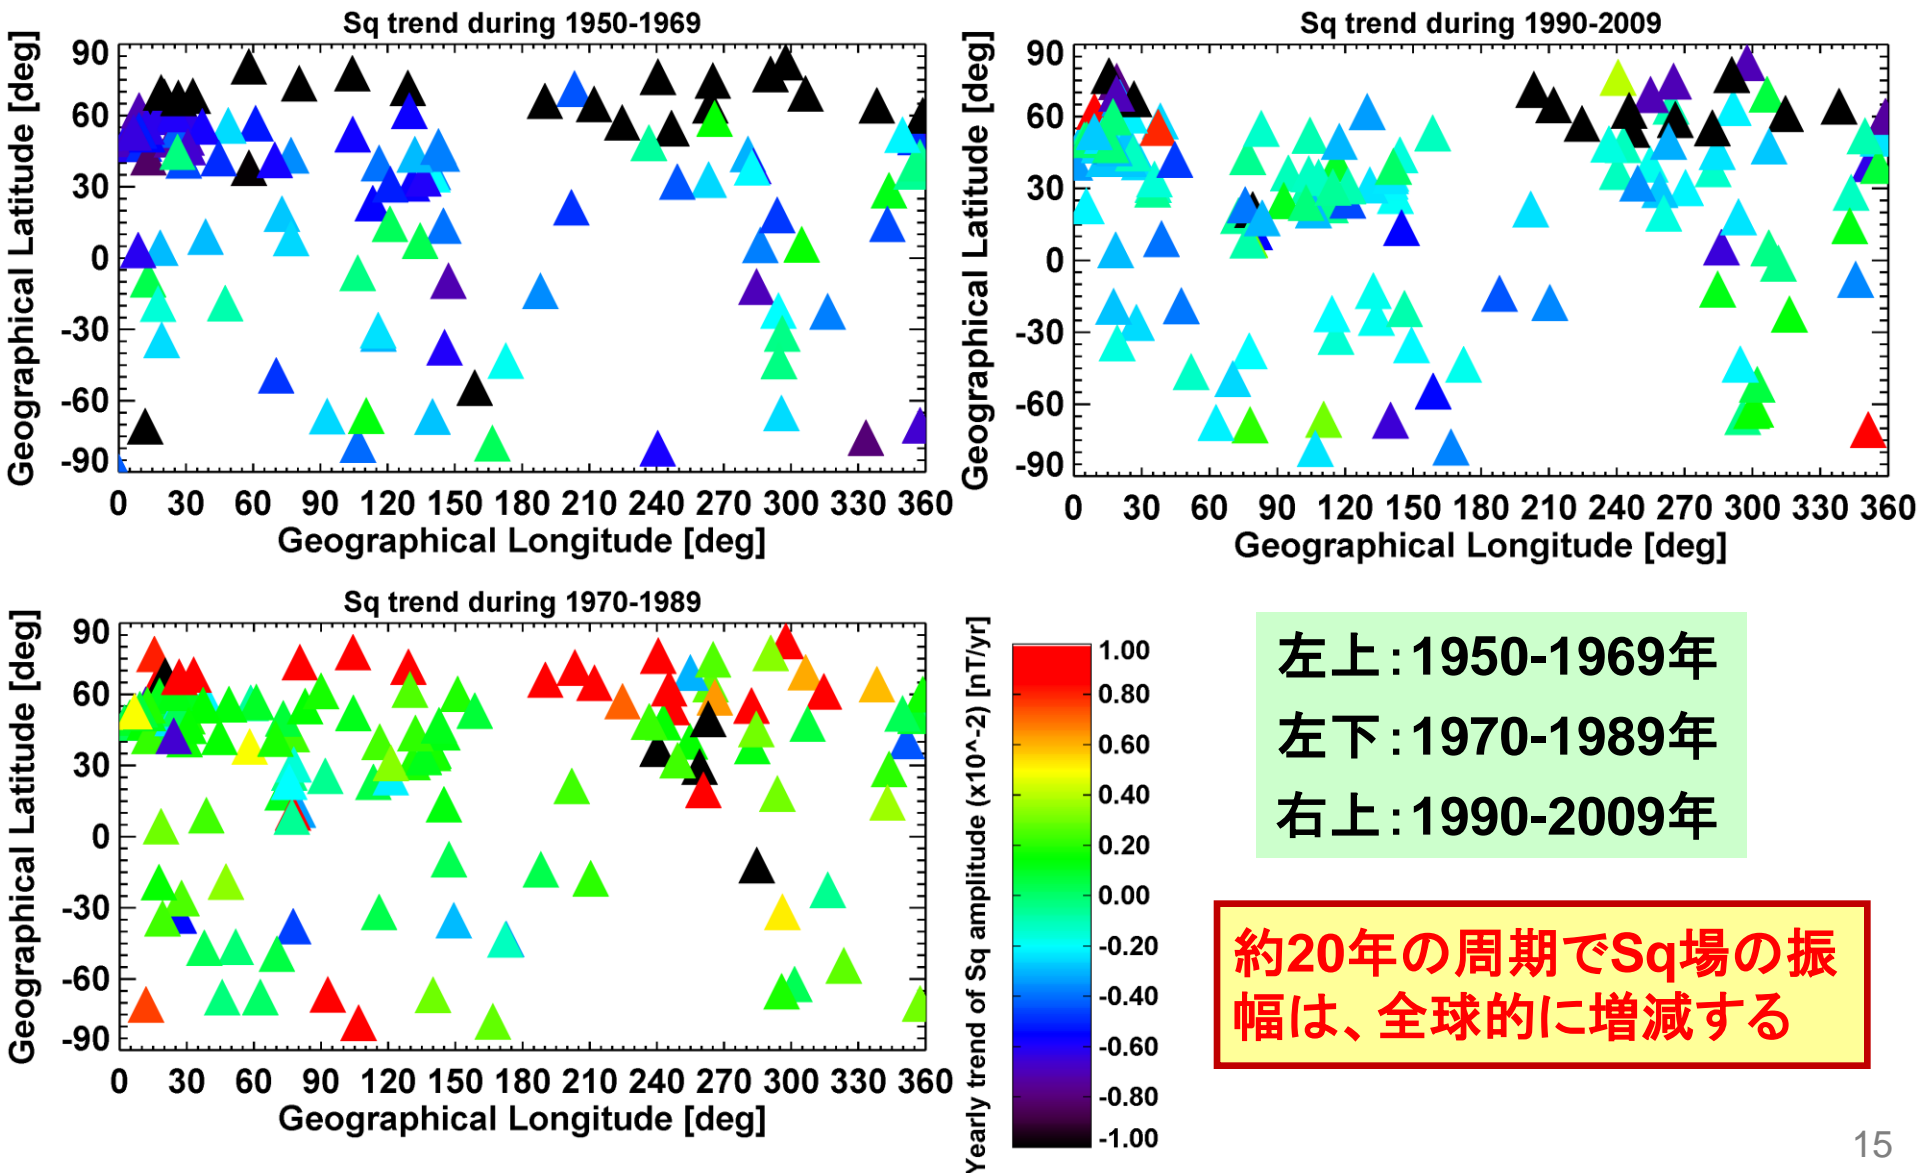 Sq trend during 1950-1969
Geographical Latitude [deg]
90
60
30
0
-30
-60
-90
0 30 60 90 120 150 180 210 240 270 300 330 360
Geographical Longitude [deg]
Sq trend during 1990-2009
Geographical Latitude [deg]
90
60
30
0
-30
-60
-90
0 30 60 90 120 150 180 210 240 270 300 330 360
Geographical Longitude [deg]
Sq trend during 1970-1989
Geographical Latitude [deg]
90
60
30
0
-30
-60
-90
0 30 60 90 120 150 180 210 240 270 300 330 360
Geographical Longitude [deg]
Yearly trend of Sq amplitude (x10^-2) [nT/yr]
1.00
0.80
0.60
0.40
0.20
0.00
-0.20
-0.40
-0.60
-0.80
-1.00
左上：1950-1969年
左下：1970-1989年
右上：1990-2009年
約20年の周期でSq場の振
幅は、全球的に増減する
15